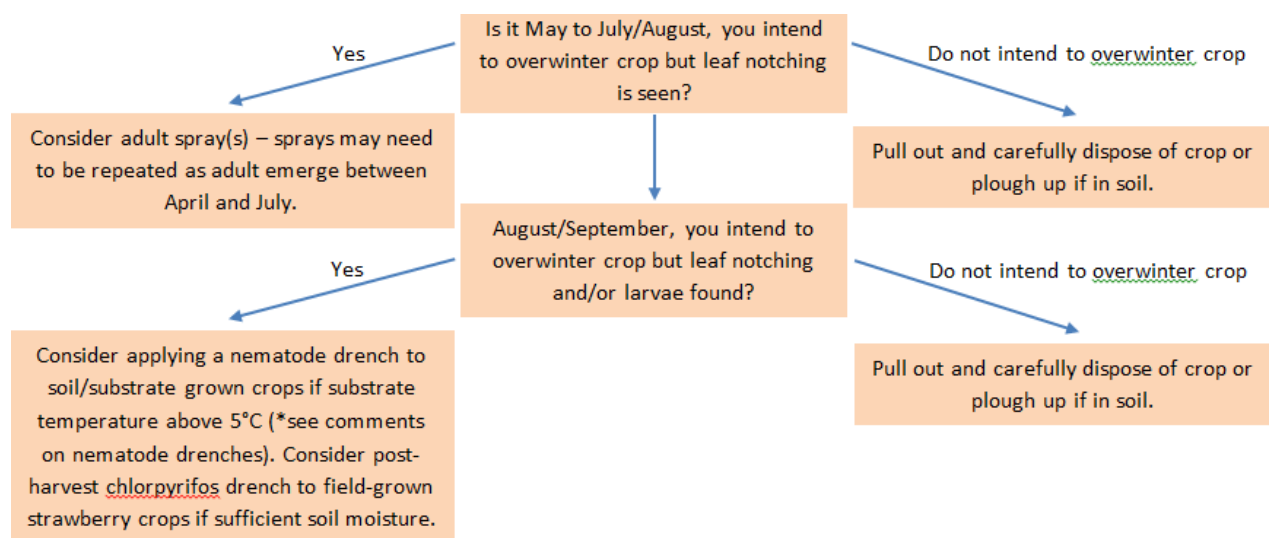 Is it May to July/August, you intend
to overwinter crop but leaf notching
is seen?
Yes
Do not intend to overwinter crop
Consider adult spray(s) – sprays may need
to be repeated as adult emerge between
April and July.
Pull out and carefully dispose of crop or
plough up if in soil.
August/September, you intend to
overwinter crop but leaf notching
and/or larvae found?
Yes
Do not intend to overwinter crop
Consider applying a nematode drench to
soil/substrate grown crops if substrate
temperature above 5°C (*see comments
on nematode drenches). Consider post-
harvest chlorpyrifos drench to field-grown
strawberry crops if sufficient soil moisture.
Pull out and carefully dispose of crop or
plough up if in soil.